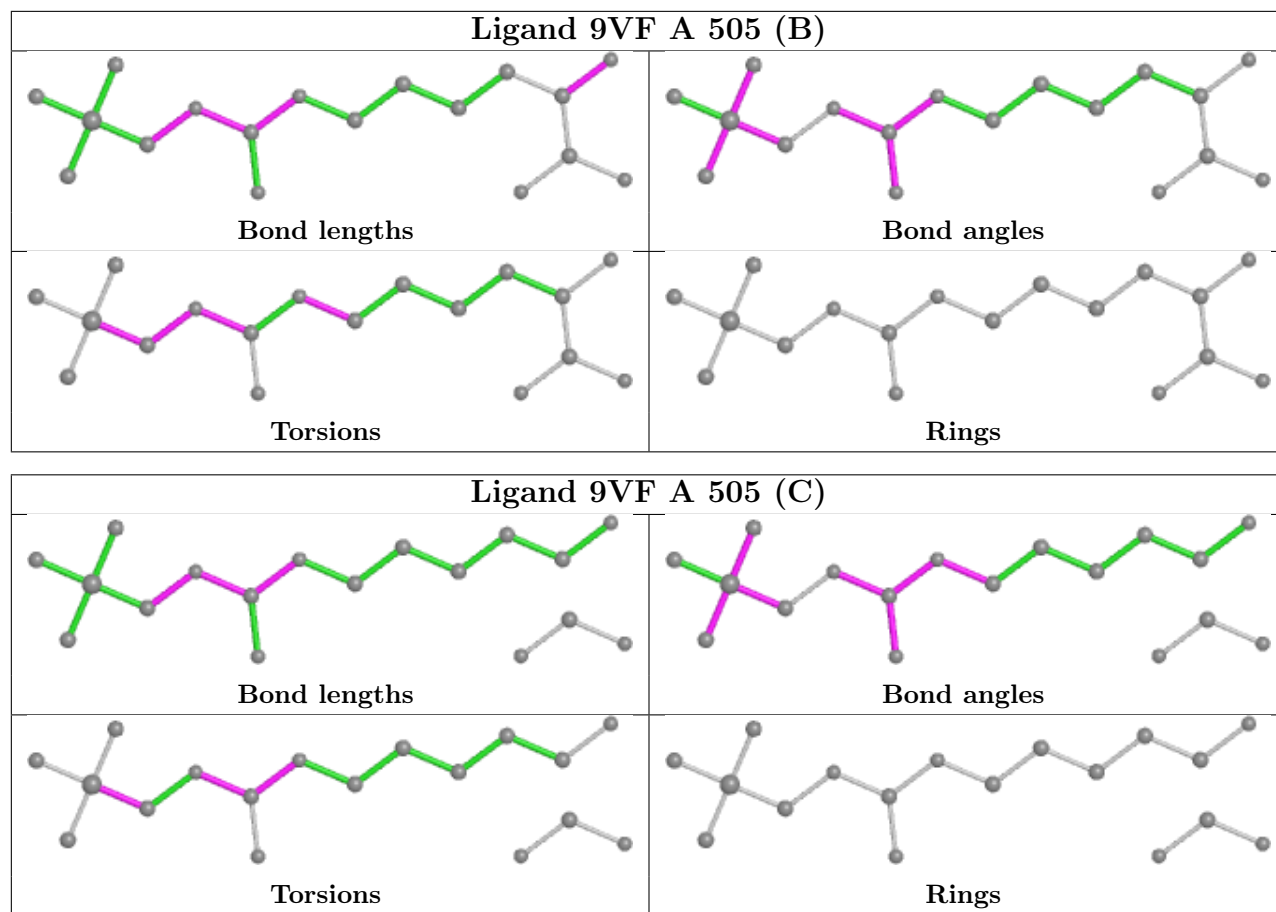 Ligand 9VF A 505 (B)
Bond lengths
Bond angles
Torsions
Rings
Ligand 9VF A 505 (C)
Bond lengths
Bond angles
Torsions
Rings